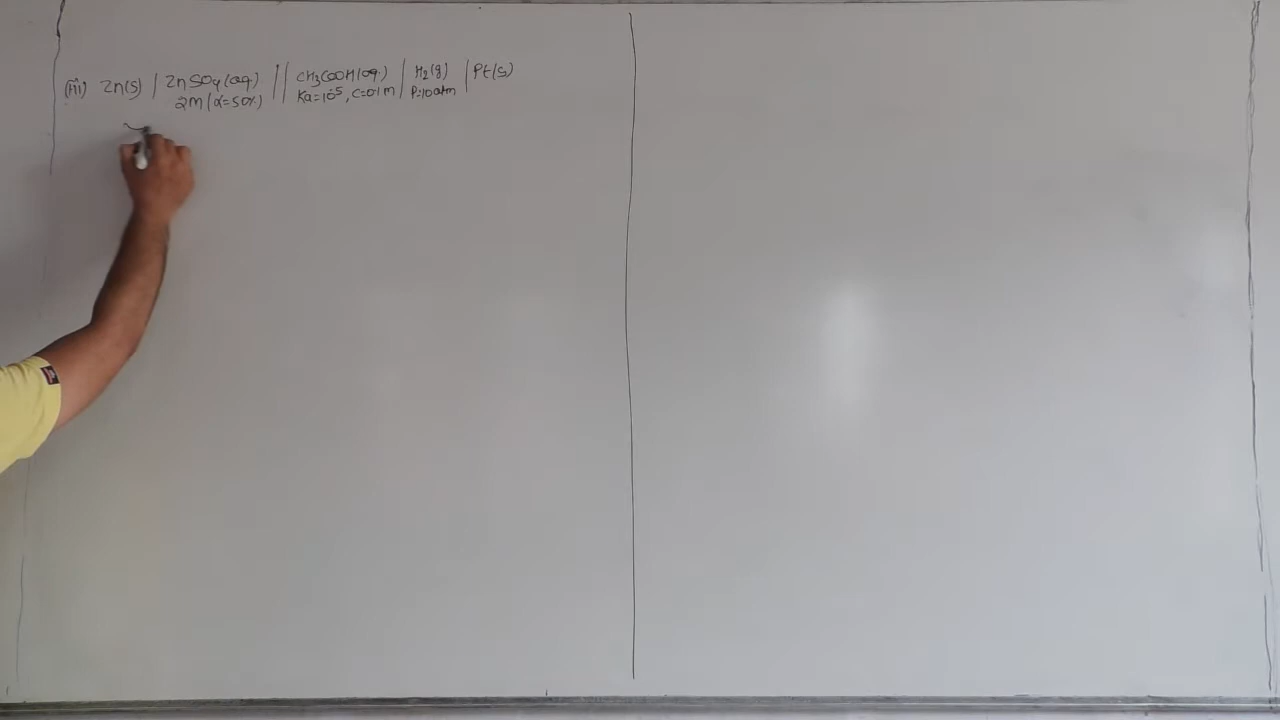 (iii) Zn(s) | ZnSO4(aq.) || CH3COOH(aq.) | H2(g) | Pt(s)
2M(α=50%) Ka=10^-5, C=0.1M P=10atm